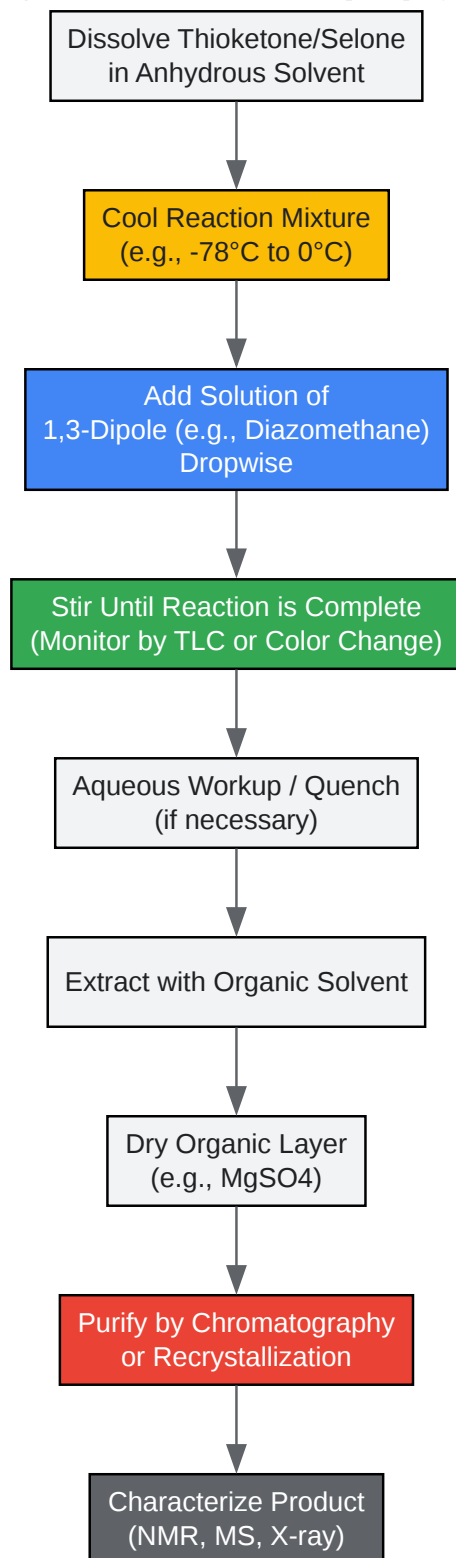 Dissolve Thioketone/Selone
in Anhydrous Solvent
Cool Reaction Mixture
(e.g., -78°C to 0°C)
Add Solution of
1,3-Dipole (e.g., Diazomethane)
Dropwise
Stir Until Reaction is Complete
(Monitor by TLC or Color Change)
Aqueous Workup / Quench
(if necessary)
Extract with Organic Solvent
Dry Organic Layer
(e.g., MgSO4)
Purify by Chromatography
or Recrystallization
Characterize Product
(NMR, MS, X-ray)